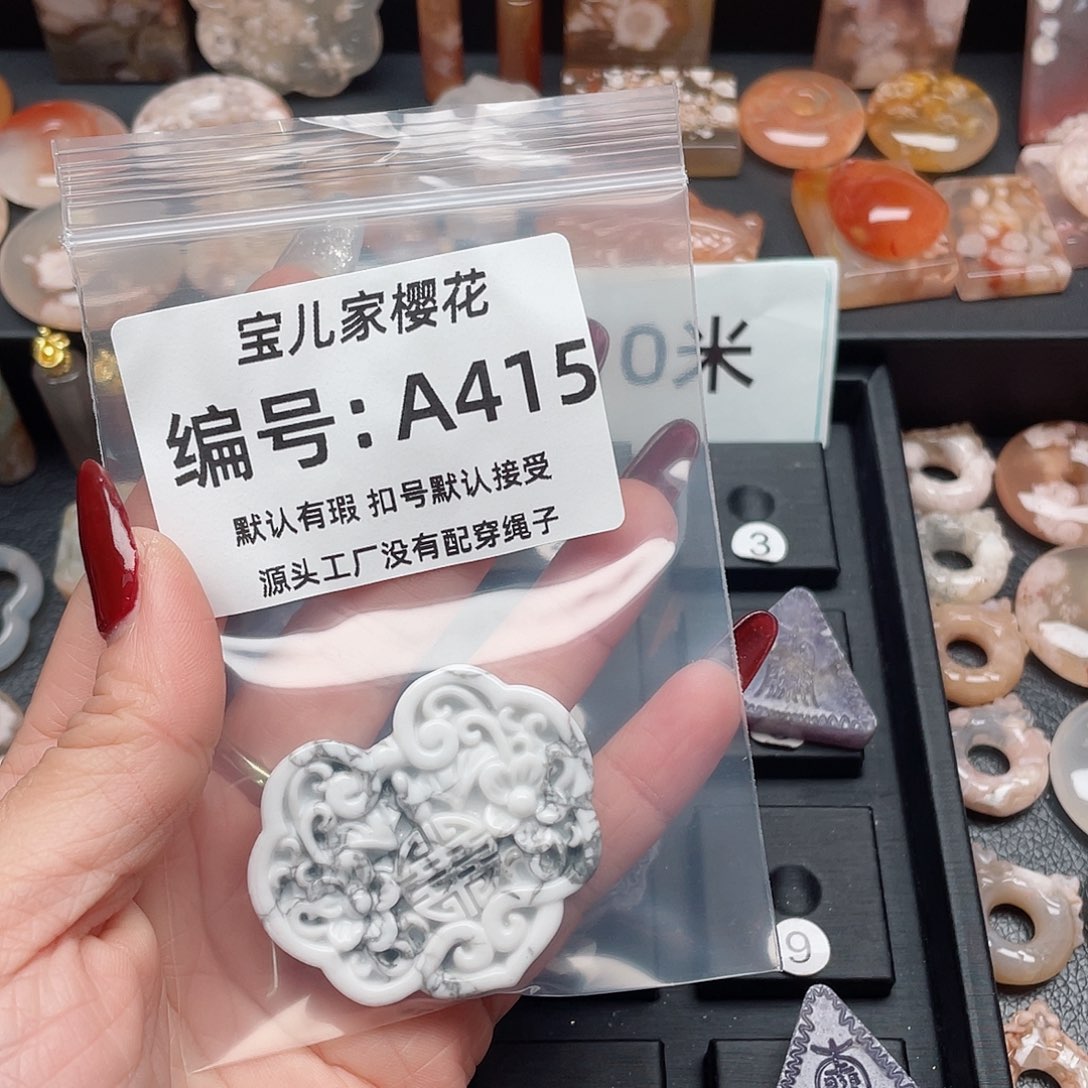 宝儿家樱花
编号：A415
默认有瑕 扣号默认接受
源头工厂没有配穿绳子
0米
3
9